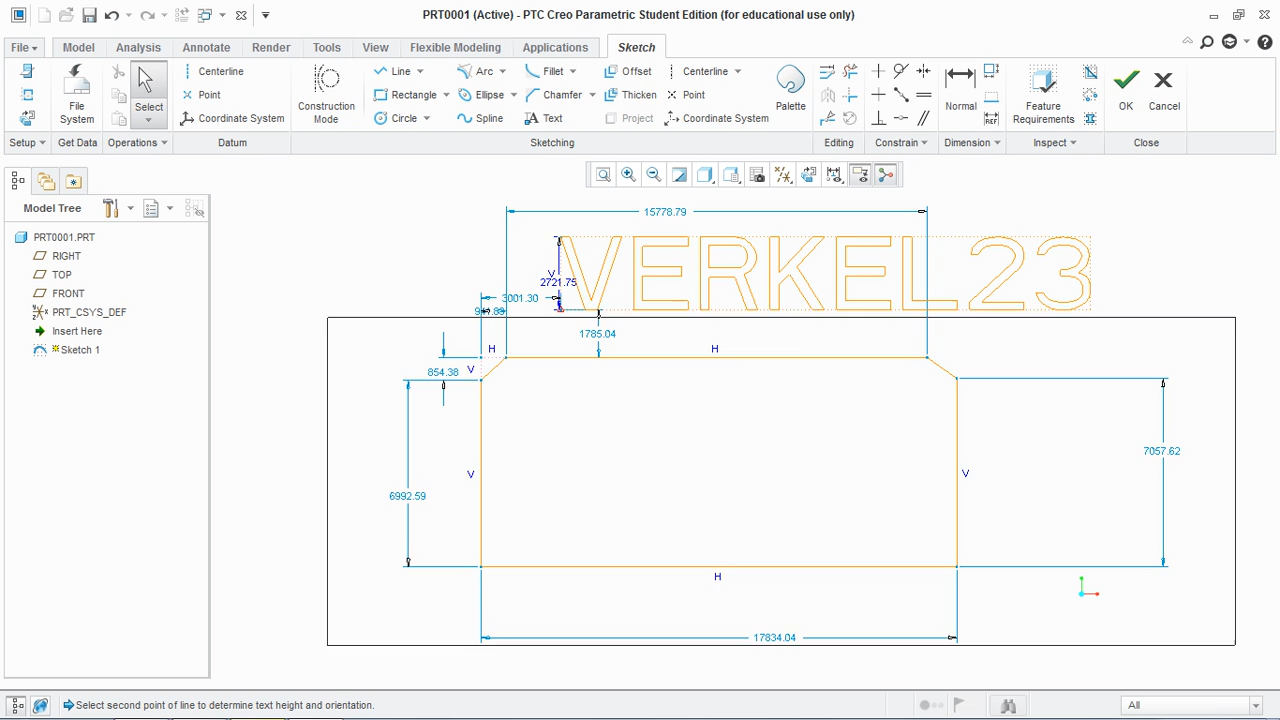 PRT0001 (Active) - PTC Creo Parametric Student Edition (for educational use only)
File Model Analysis Annotate Render Tools View Flexible Modeling Applications Sketch
Centerline Line Arc Fillet Offset Centerline
Point Rectangle Ellipse Chamfer Thicken Point
Coordinate System Circle Spline Text Project Coordinate System
File System Select Construction Mode Palette Normal Feature Requirements OK Cancel
Setup Get Data Operations Datum Sketching Editing Constrain Dimension Inspect Close
REF
Model Tree
PRT0001.PRT
RIGHT
TOP
FRONT
PRT_CSYS_DEF
Insert Here
Sketch 1
15778.79
VERKEL23
V
2721.75
3001.30
1785.04
H H
V
854.38
7057.62
V V
6992.59
H
17834.04
Select second point of line to determine text height and orientation.
All